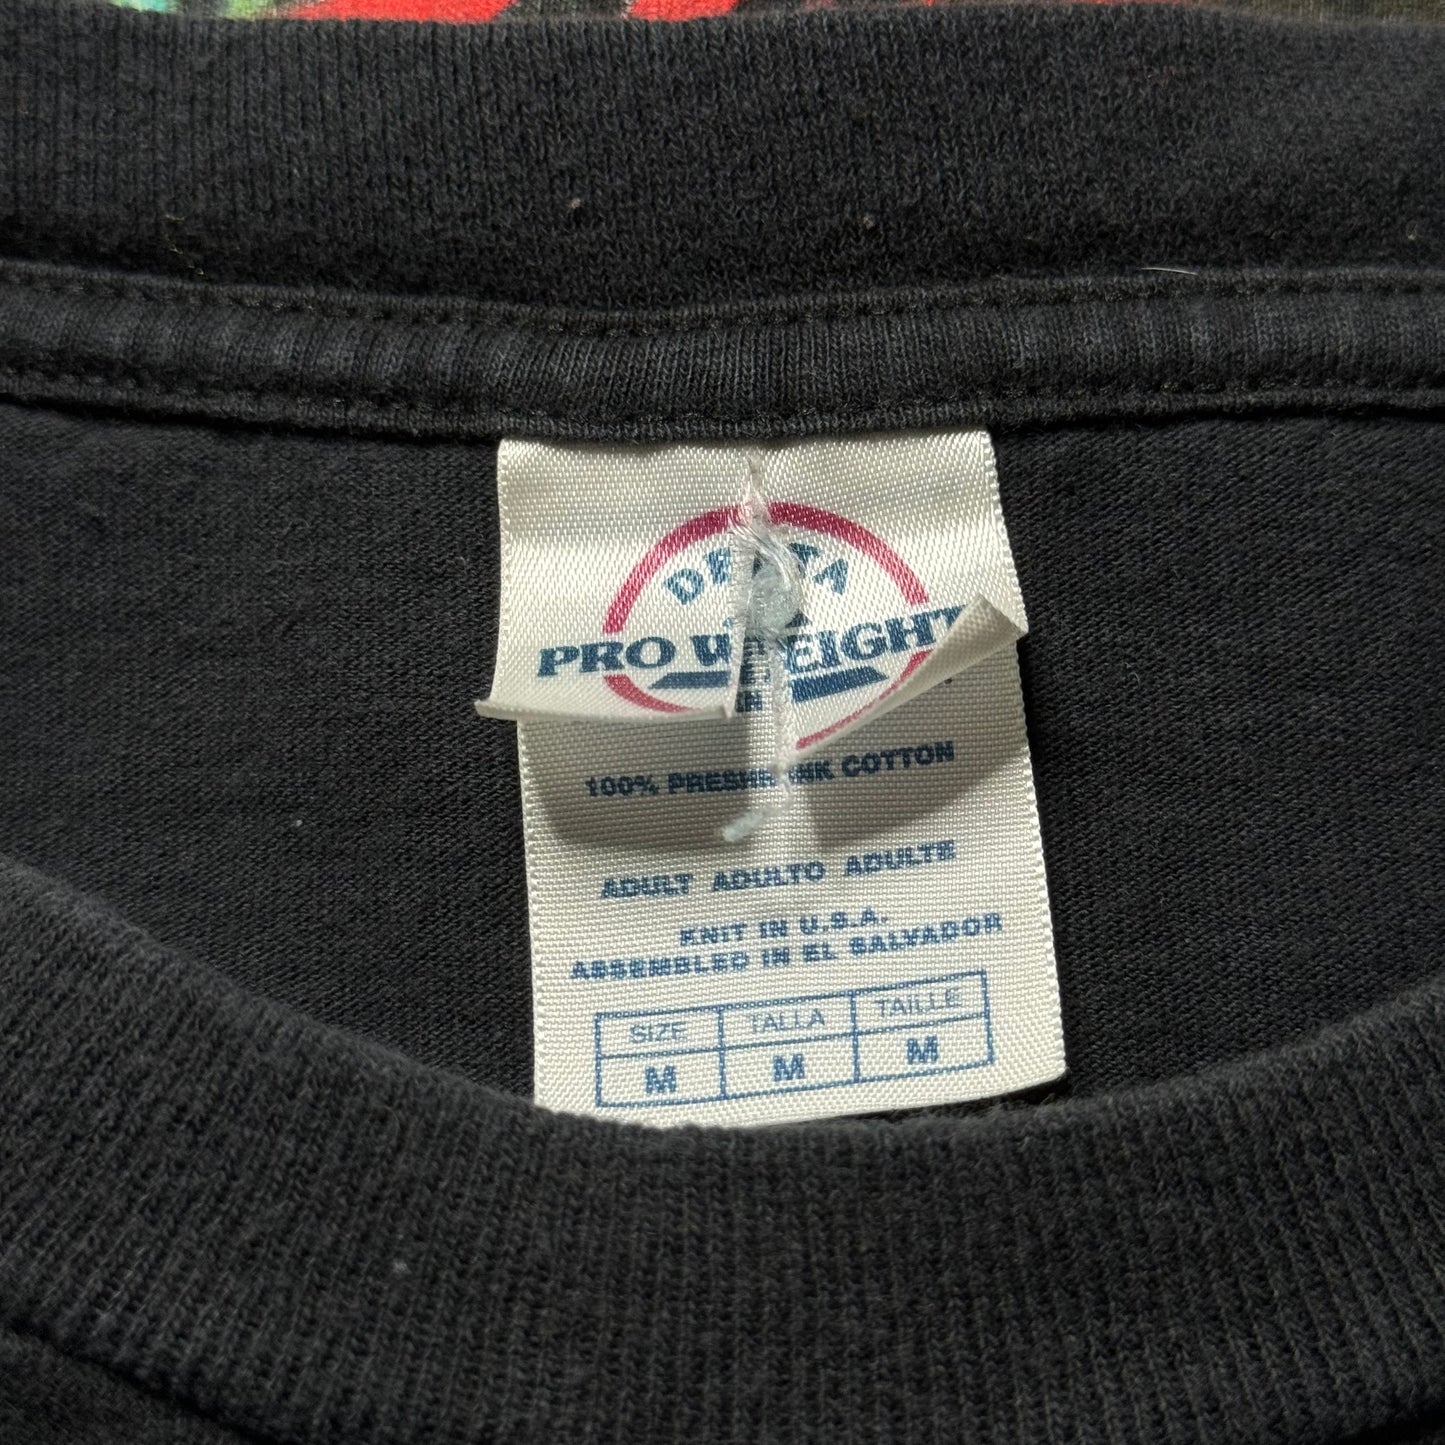 DELTA
PRO WEIGHT
100% PRESHRUNK COTTON
ADULT ADULTO ADULTE
KNIT IN U.S.A.
ASSEMBLED IN EL SALVADOR
SIZE TALLA TAILLE
M M M